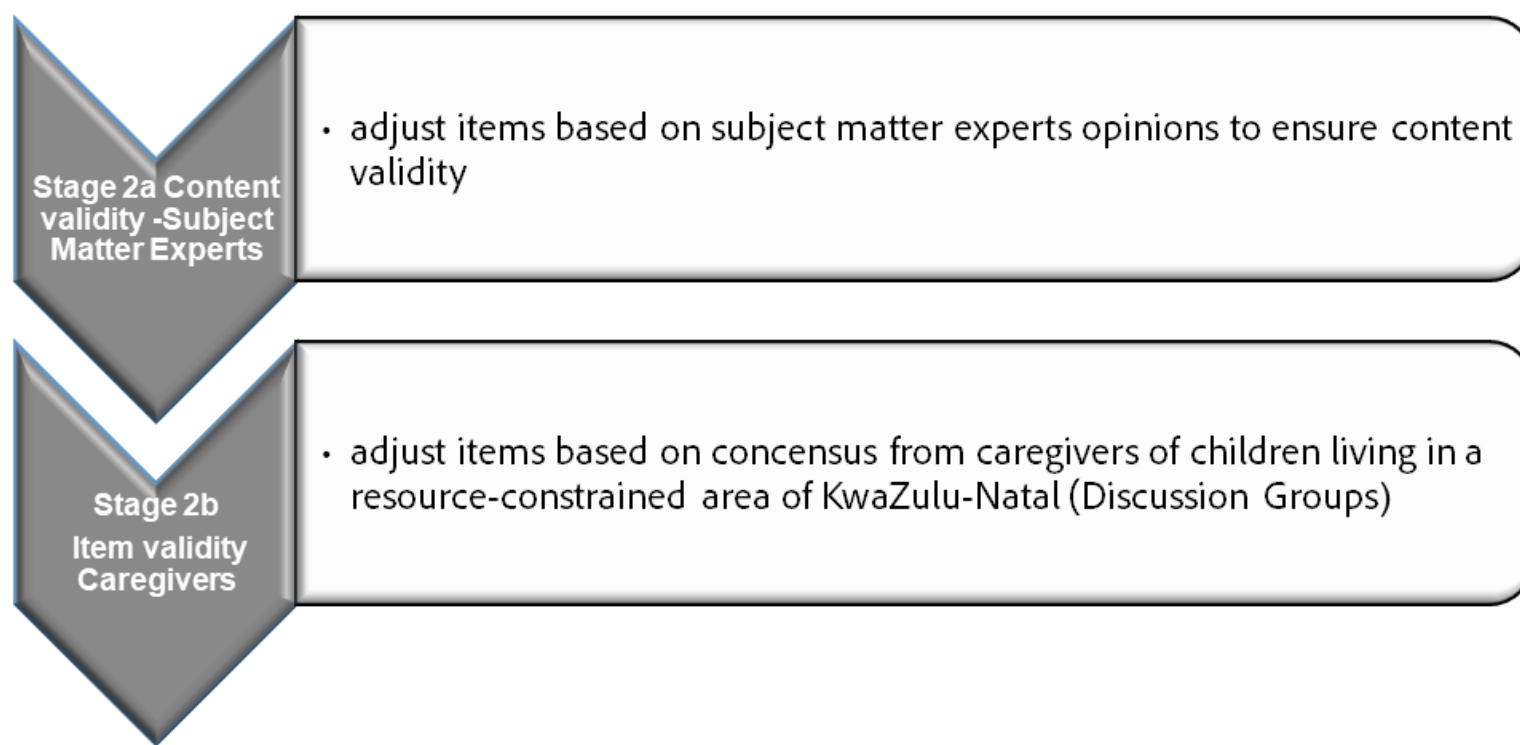 Stage 2a Content
validity -Subject
Matter Experts
• adjust items based on subject matter experts opinions to ensure content
validity
Stage 2b
Item validity
Caregivers
• adjust items based on concensus from caregivers of children living in a
resource-constrained area of KwaZulu-Natal (Discussion Groups)